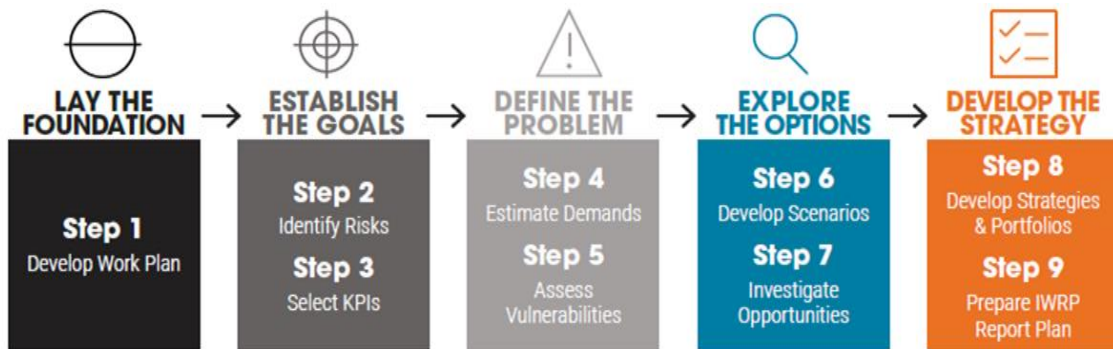 LAY THE
FOUNDATION
Step 1
Develop Work Plan
ESTABLISH
THE GOALS
Step 2
Identify Risks
Step 3
Select KPIs
DEFINE THE
PROBLEM
Step 4
Estimate Demands
Step 5
Assess
Vulnerabilities
EXPLORE
THE OPTIONS
Step 6
Develop Scenarios
Step 7
Investigate
Opportunities
DEVELOP THE
STRATEGY
Step 8
Develop Strategies
& Portfolios
Step 9
Prepare IWRP
Report Plan